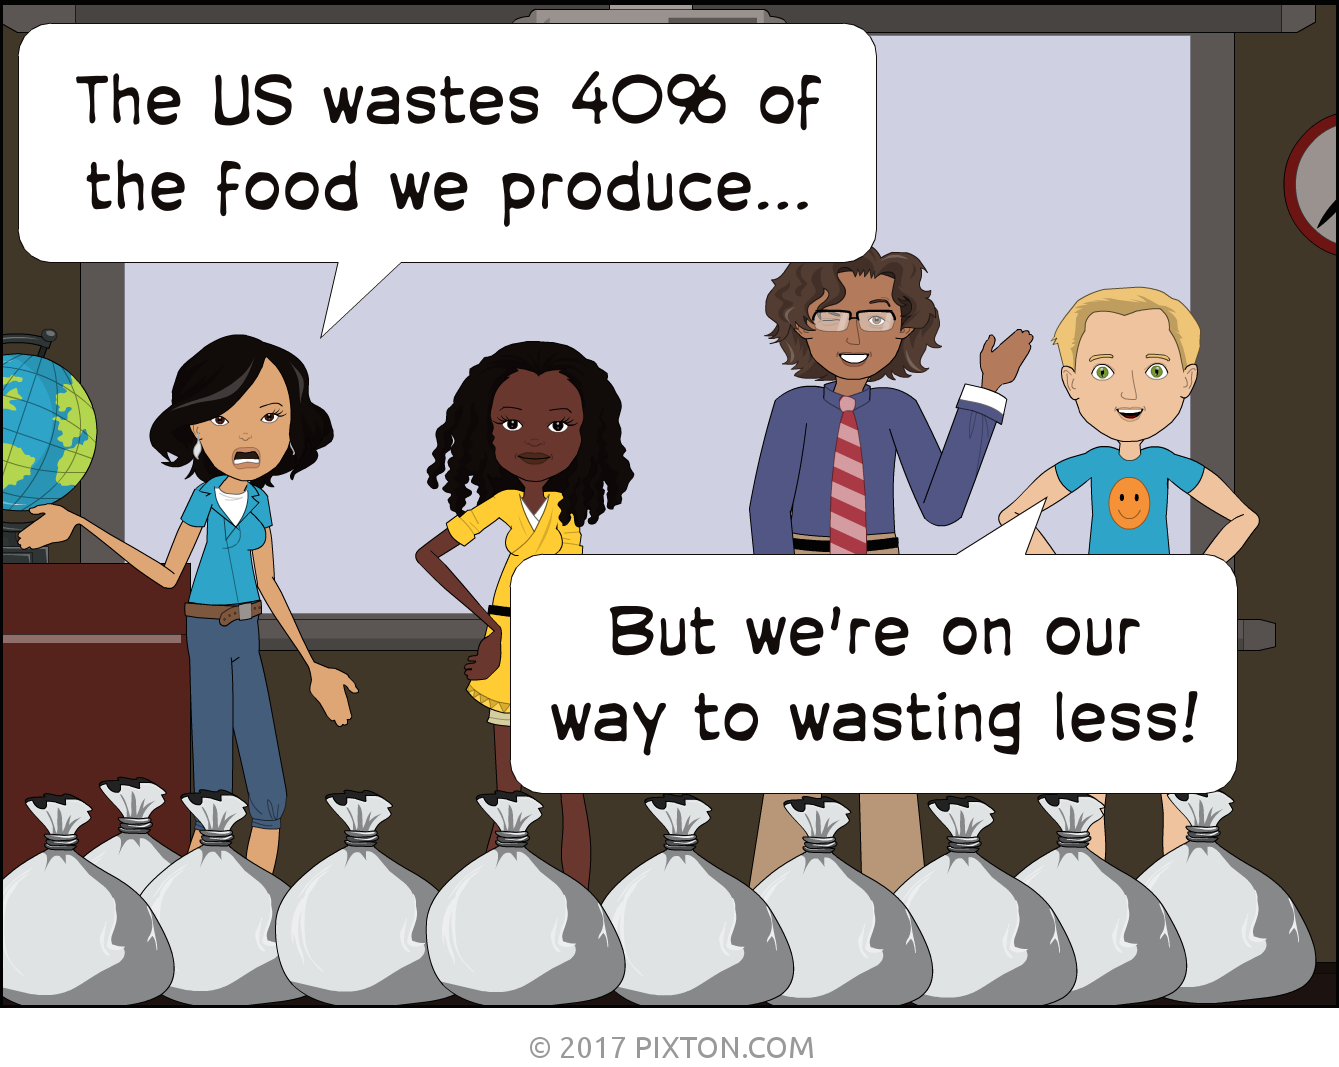 The US wastes 40% of
the food we produce...
But we're on our
way to wasting less!
© 2017 PIXTON.COM